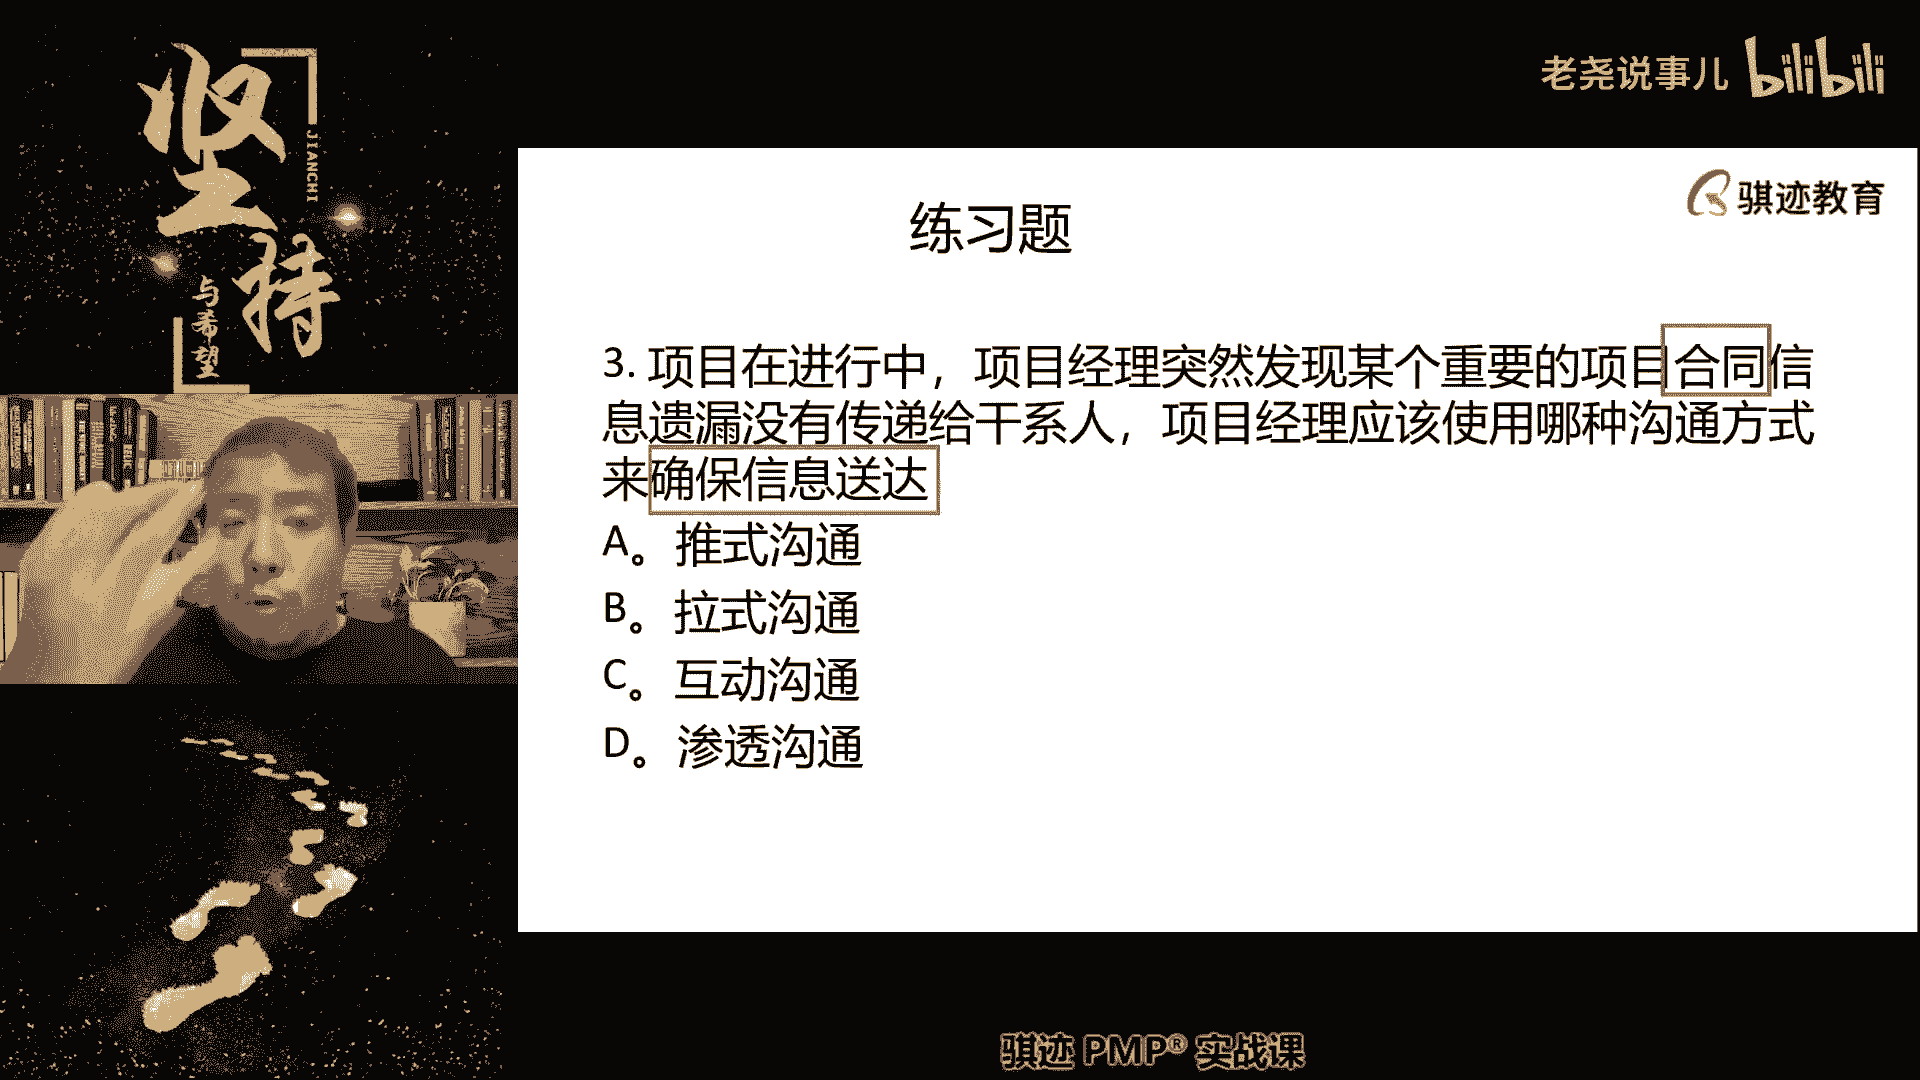 坚持
JIANCHI
与希望
老尧说事儿 bilibili
骐迹教育
练习题
3. 项目在进行中，项目经理突然发现某个重要的项目合同信
息遗漏没有传递给干系人，项目经理应该使用哪种沟通方式
来确保信息送达
A。推式沟通
B。拉式沟通
C。互动沟通
D。渗透沟通
骐迹 PMP® 实战课